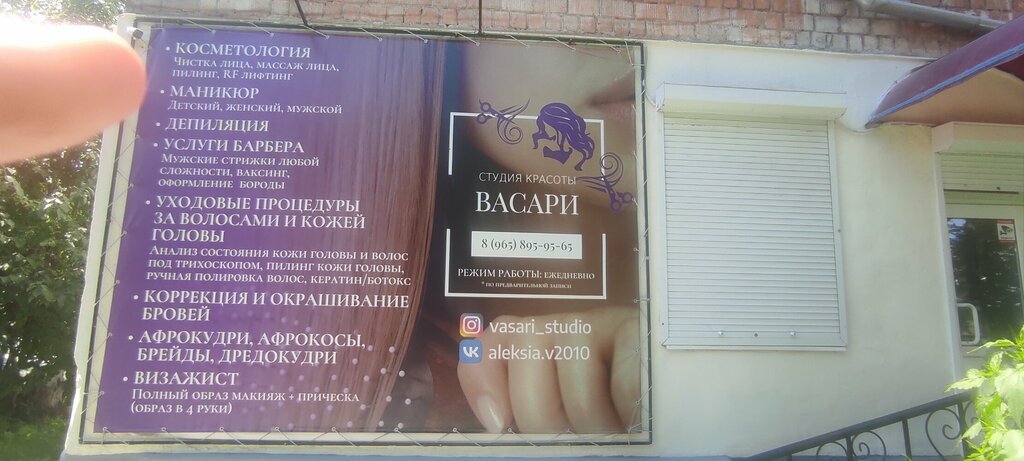 • Косметология
Чистка лица, массаж лица,
пилинг, RF лифтинг
• Маникюр
Детский, женский, мужской
• Депиляция
• Услуги барбера
Мужские стрижки любой
сложности, ваксинг,
оформление бороды
• Уходовые процедуры
за волосами и кожей
головы
Анализ состояния кожи головы и волос
под трихоскопом, пилинг кожи головы,
ручная полировка волос, кератин/ботокс
• Коррекция и окрашивание
бровей
• Афрокудри, афрокосы,
брейды, дредокудри
• Визажист
Полный образ макияж + прическа
(образ в 4 руки)
СТУДИЯ КРАСОТЫ
ВАСАРИ
8 (965) 895-95-65
РЕЖИМ РАБОТЫ: ЕЖЕДНЕВНО
* ПО ПРЕДВАРИТЕЛЬНОЙ ЗАПИСИ
vasari_studio
aleksia.v2010